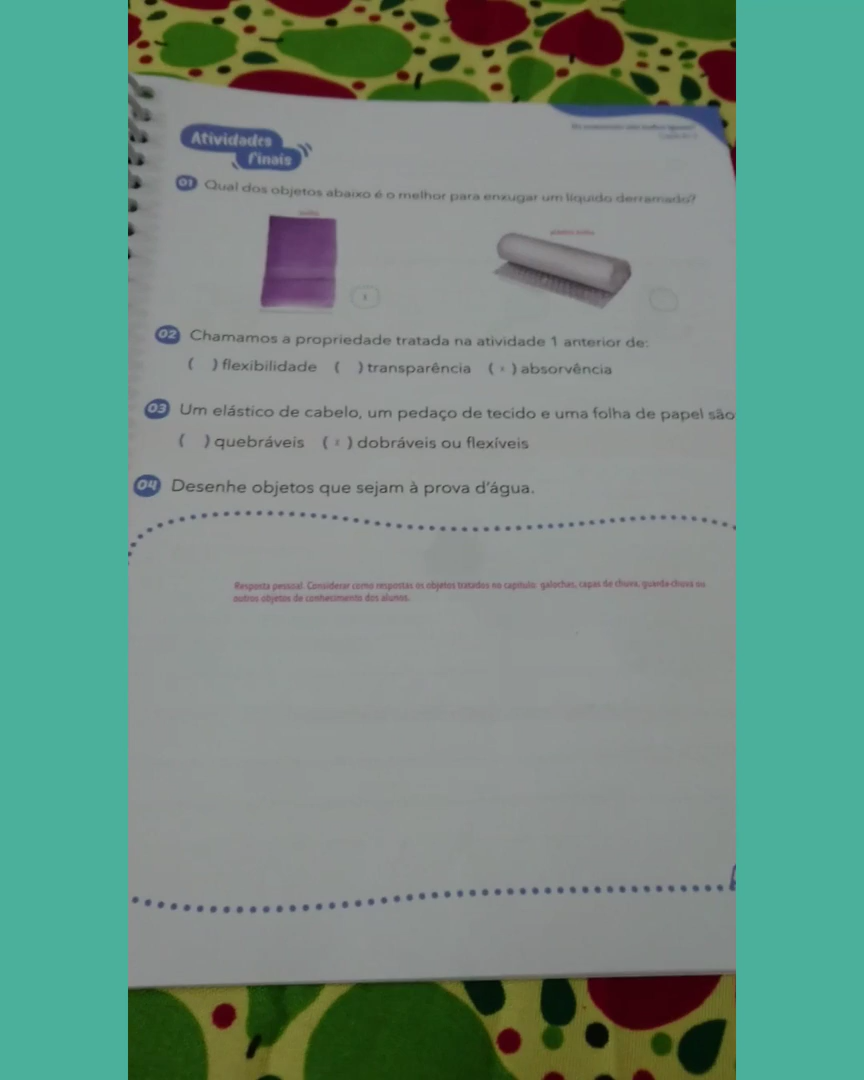 Atividades
finais
01 Qual dos objetos abaixo é o melhor para enxugar um líquido derramado?
02 Chamamos a propriedade tratada na atividade 1 anterior de:
( ) flexibilidade ( ) transparência ( x ) absorvência
03 Um elástico de cabelo, um pedaço de tecido e uma folha de papel são
( ) quebráveis ( x ) dobráveis ou flexíveis
04 Desenhe objetos que sejam à prova d'água.
Resposta pessoal. Considerar como respostas os objetos tratados no capítulo: galochas, capas de chuva, guarda-chuva ou
outros objetos de conhecimento dos alunos.